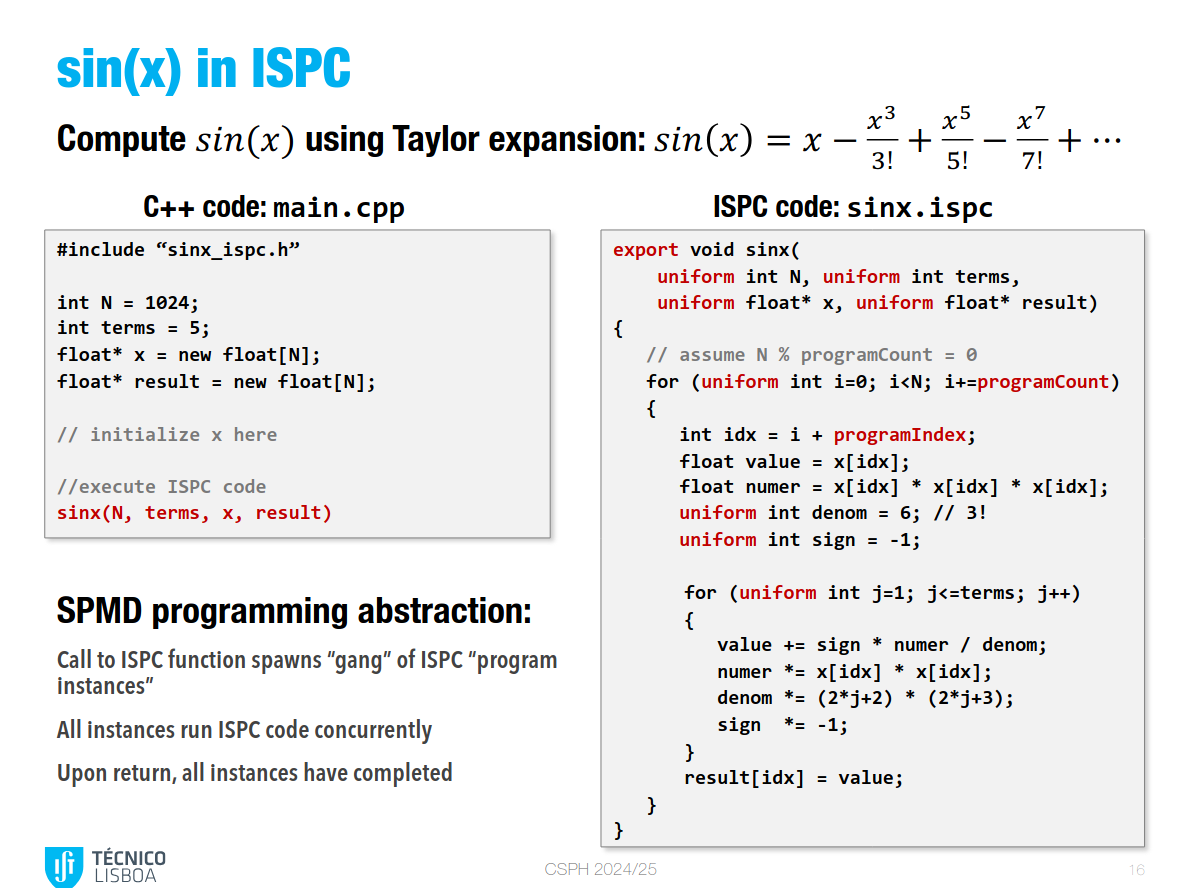 sin(x) in ISPC
Compute 𝑠𝑖𝑛(𝑥) using Taylor expansion: 𝑠𝑖𝑛(𝑥) = 𝑥 − 𝑥³/3! + 𝑥⁵/5! − 𝑥⁷/7! + ⋯
C++ code: main.cpp
#include “sinx_ispc.h”
int N = 1024;
int terms = 5;
float* x = new float[N];
float* result = new float[N];
// initialize x here
//execute ISPC code
sinx(N, terms, x, result)
SPMD programming abstraction:
Call to ISPC function spawns “gang” of ISPC “program
instances”
All instances run ISPC code concurrently
Upon return, all instances have completed
ISPC code: sinx.ispc
export void sinx(
    uniform int N, uniform int terms,
    uniform float* x, uniform float* result)
{
   // assume N % programCount = 0
   for (uniform int i=0; i<N; i+=programCount)
   {
      int idx = i + programIndex;
      float value = x[idx];
      float numer = x[idx] * x[idx] * x[idx];
      uniform int denom = 6; // 3!
      uniform int sign = -1;
      for (uniform int j=1; j<=terms; j++)
      {
         value += sign * numer / denom;
         numer *= x[idx] * x[idx];
         denom *= (2*j+2) * (2*j+3);
         sign  *= -1;
      }
      result[idx] = value;
   }
}
TÉCNICO
LISBOA
CSPH 2024/25
16